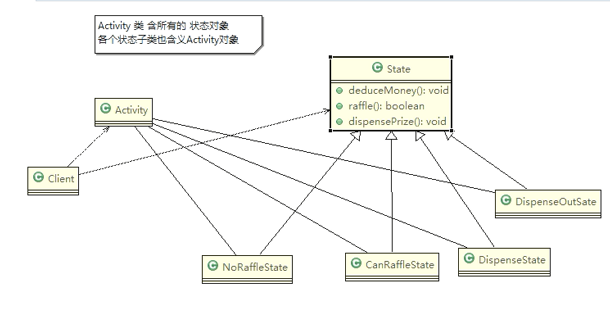 Activity 类 含所有的 状态对象
各个状态子类也含义Activity对象
State
deduceMoney(): void
raffle(): boolean
dispensePrize(): void
Activity
Client
DispenseOutSate
NoRaffleState
CanRaffleState
DispenseState